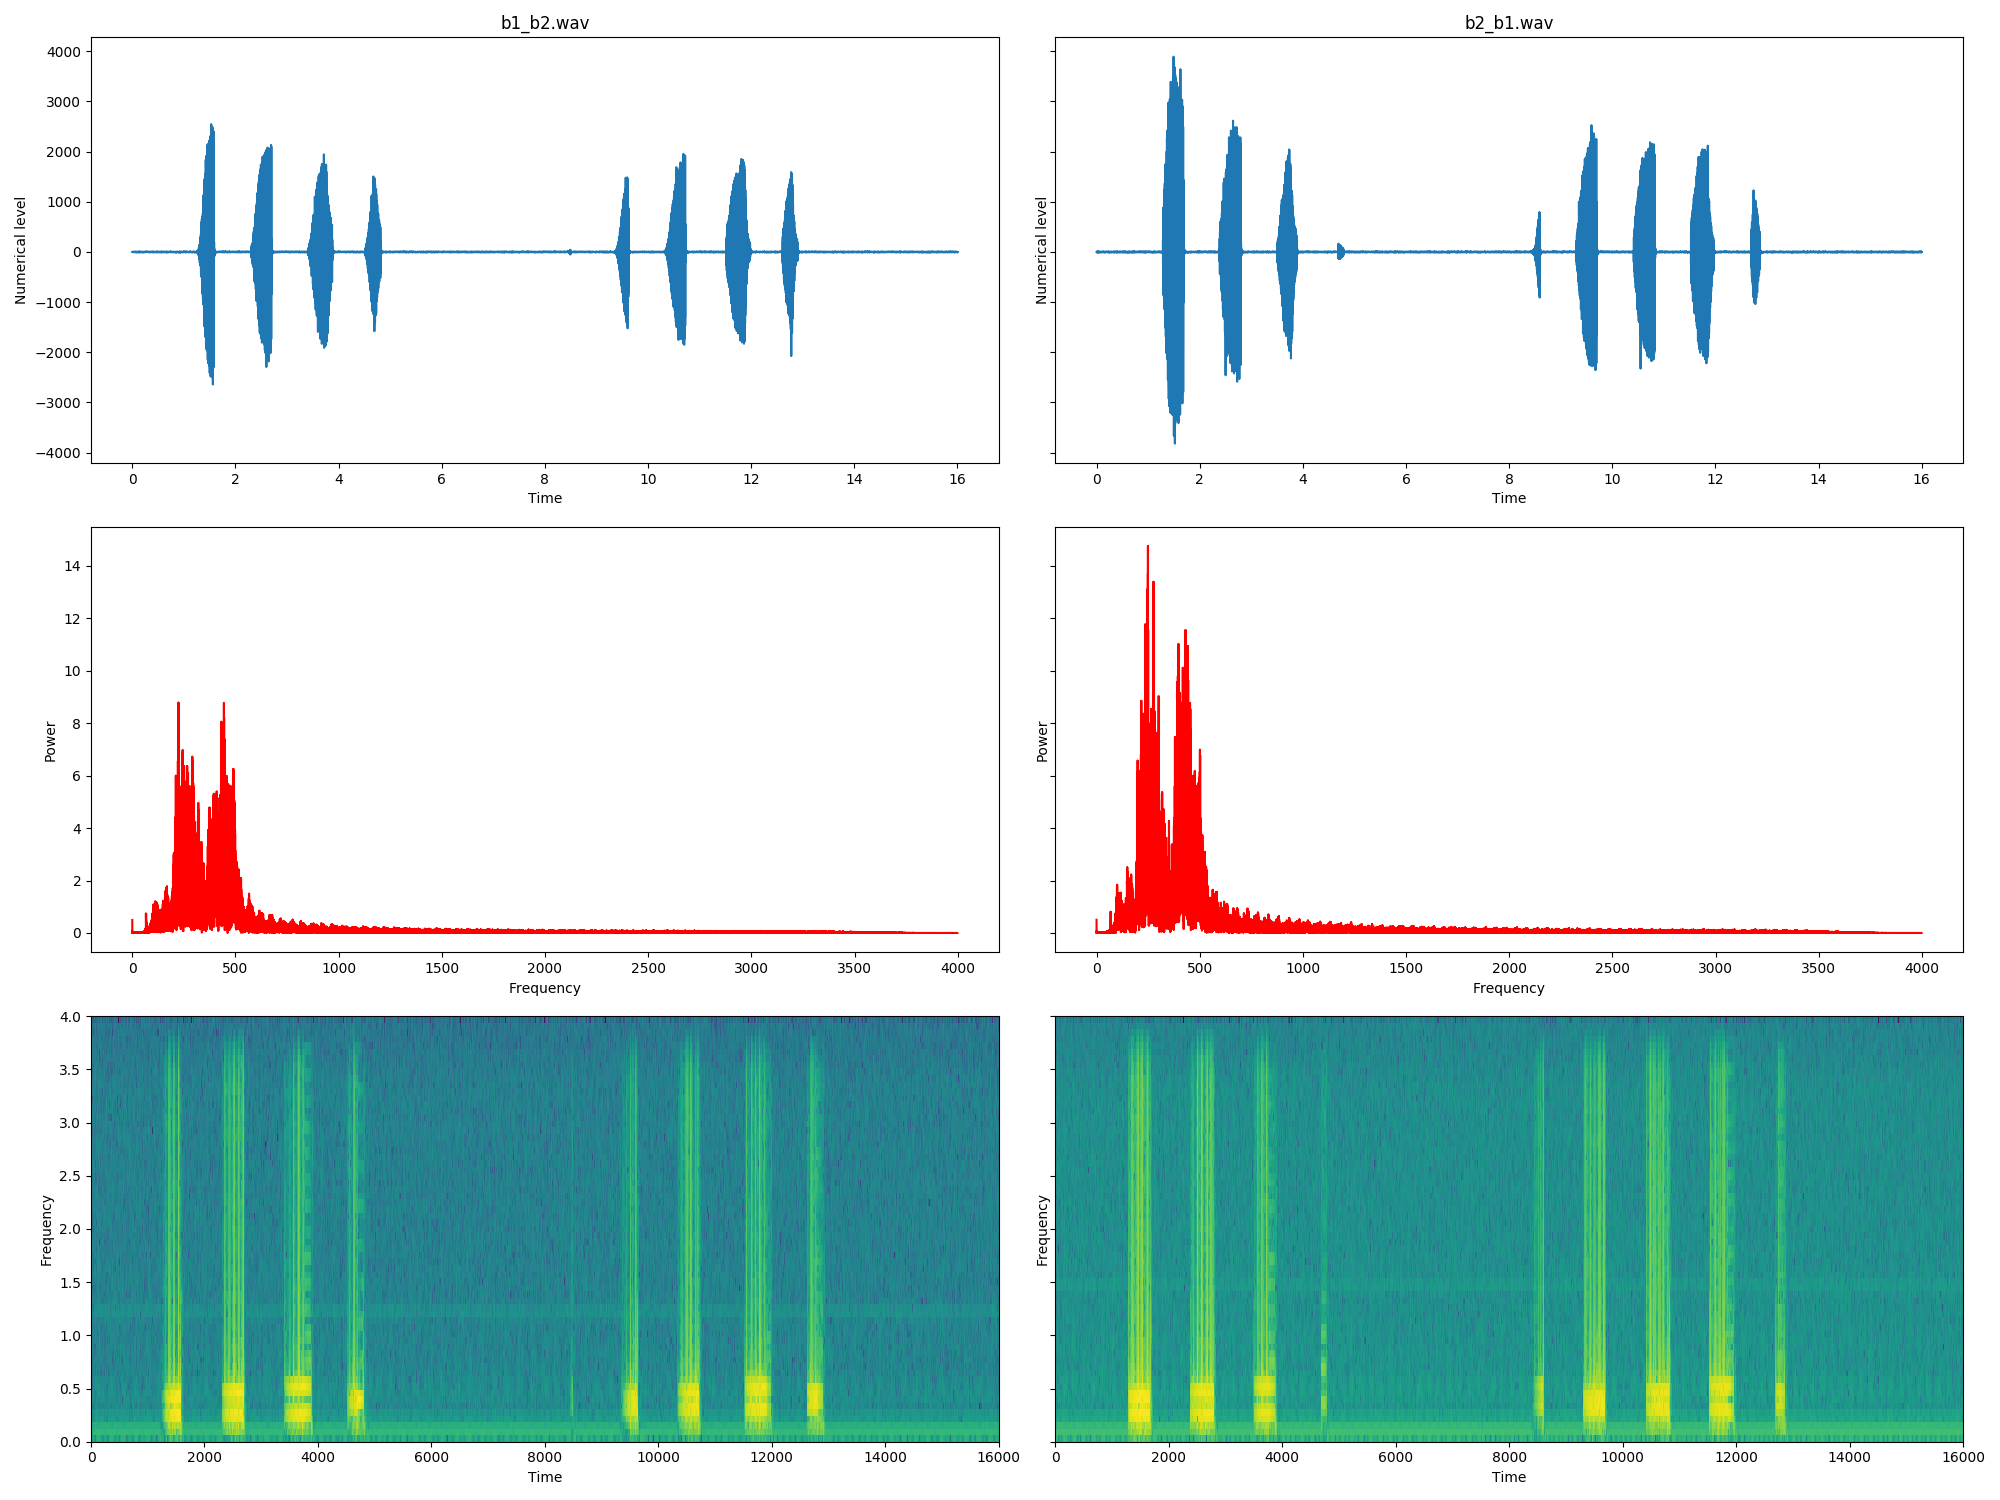 b1_b2.wav
b2_b1.wav
4000
3000
2000
1000
0
−1000
−2000
−3000
−4000
Numerical level
0 2 4 6 8 10 12 14 16
Time
Numerical level
0 2 4 6 8 10 12 14 16
Time
14
12
10
8
6
4
2
0
Power
0 500 1000 1500 2000 2500 3000 3500 4000
Frequency
Power
0 500 1000 1500 2000 2500 3000 3500 4000
Frequency
4.0
3.5
3.0
2.5
2.0
1.5
1.0
0.5
0.0
Frequency
0 2000 4000 6000 8000 10000 12000 14000 16000
Time
Frequency
0 2000 4000 6000 8000 10000 12000 14000 16000
Time